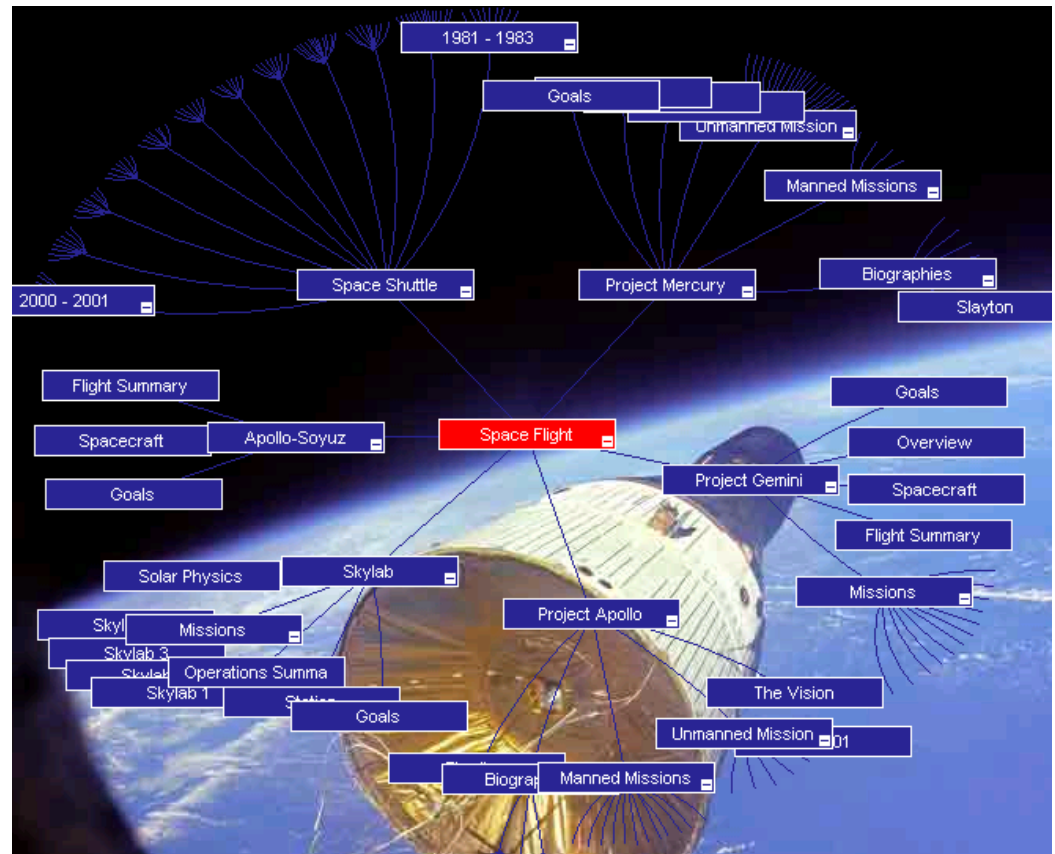 1981 - 1983
Goals
Unmanned Mission
Manned Missions
Space Shuttle
Project Mercury
Biographies
2000 - 2001
Slayton
Flight Summary
Goals
Spacecraft
Apollo-Soyuz
Space Flight
Overview
Project Gemini
Spacecraft
Goals
Flight Summary
Solar Physics
Skylab
Missions
Project Apollo
Missions
Skylab 3
Operations Summa
Skylab 1
The Vision
Goals
Unmanned Mission
01
Manned Missions